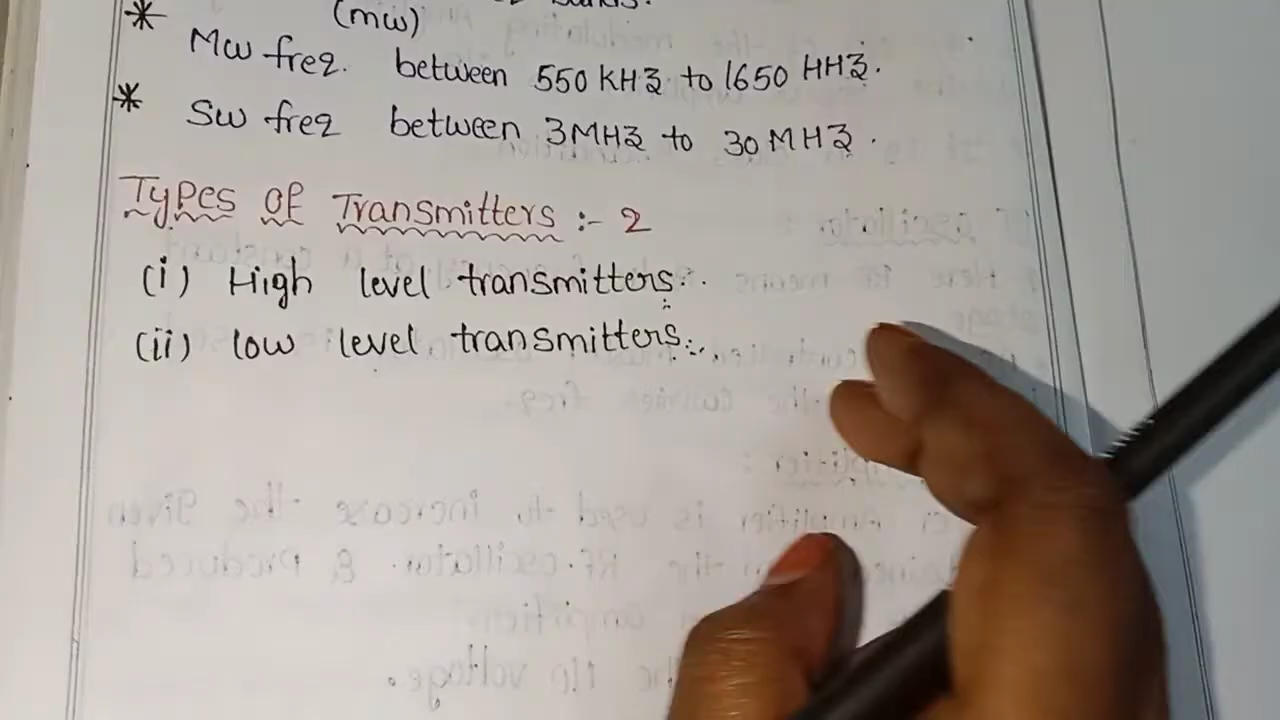 (mw)
* Mw freq. between 550 KHz to 1650 HHz.
* Sw freq between 3MHz to 30 MHz.
Types of Transmitters :- 2
(i) High level transmitters.
(ii) low level transmitters.